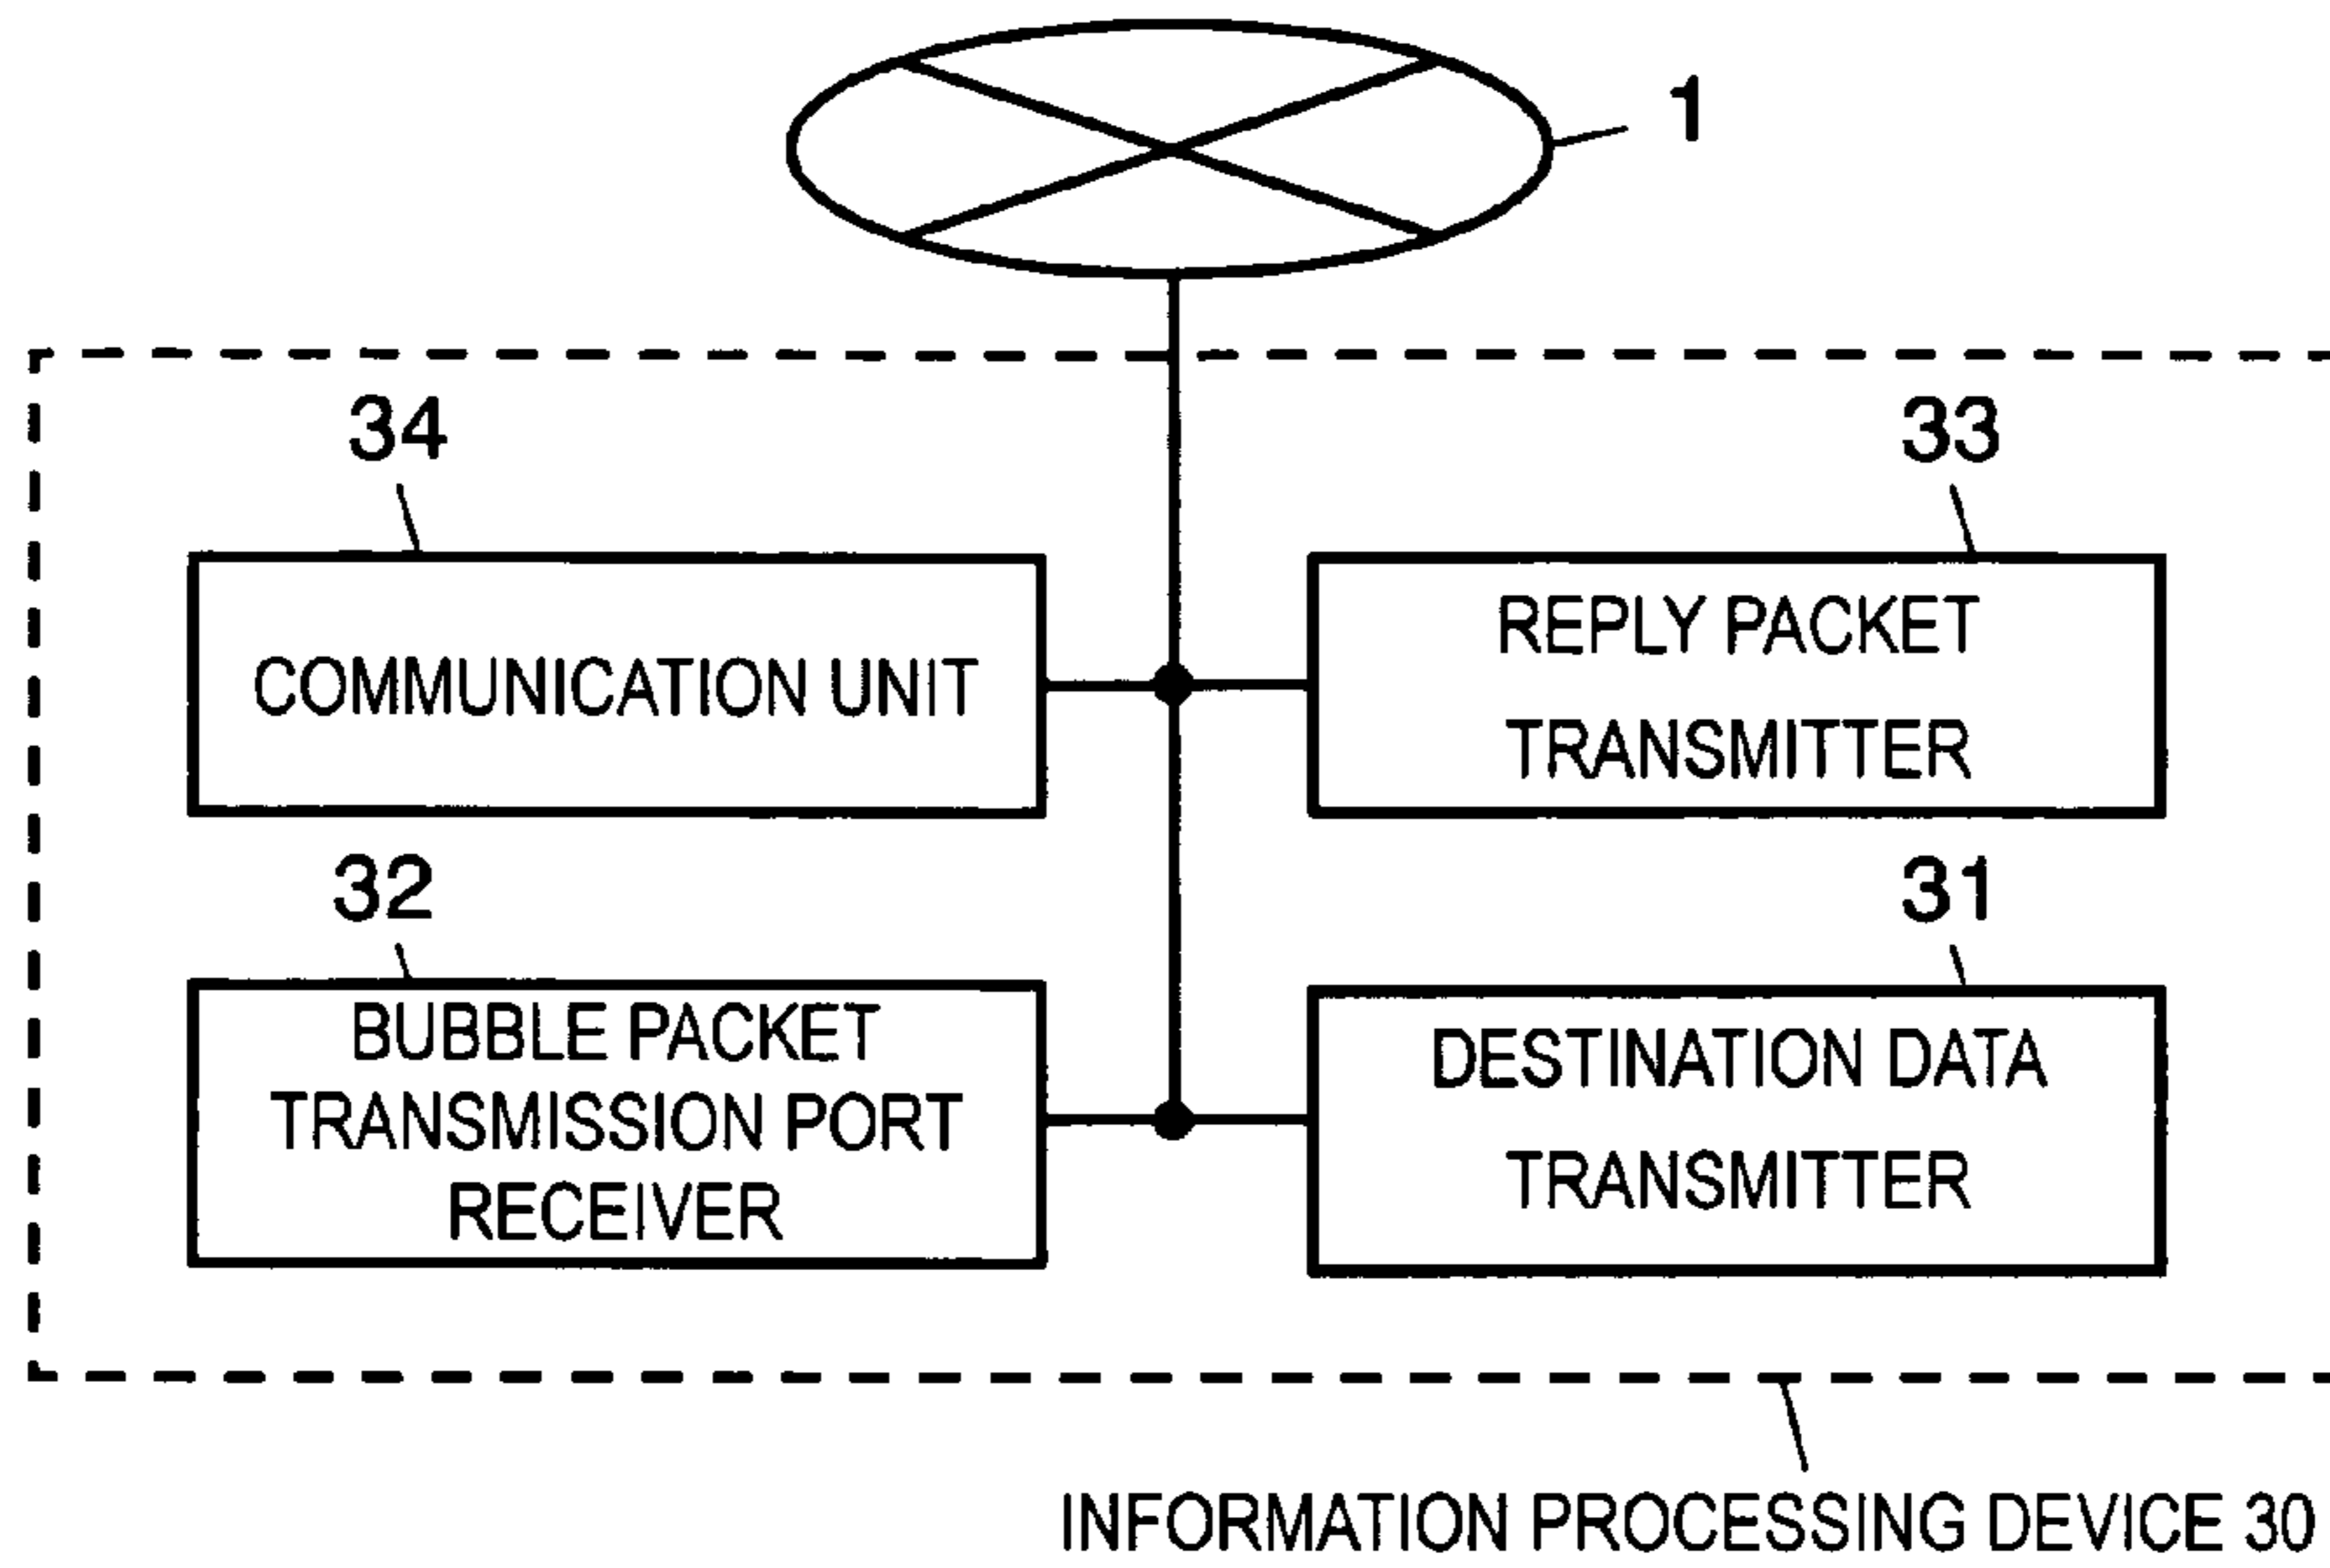 1
34
33
COMMUNICATION UNIT
REPLY PACKET
TRANSMITTER
32
31
BUBBLE PACKET
TRANSMISSION PORT
RECEIVER
DESTINATION DATA
TRANSMITTER
INFORMATION PROCESSING DEVICE 30